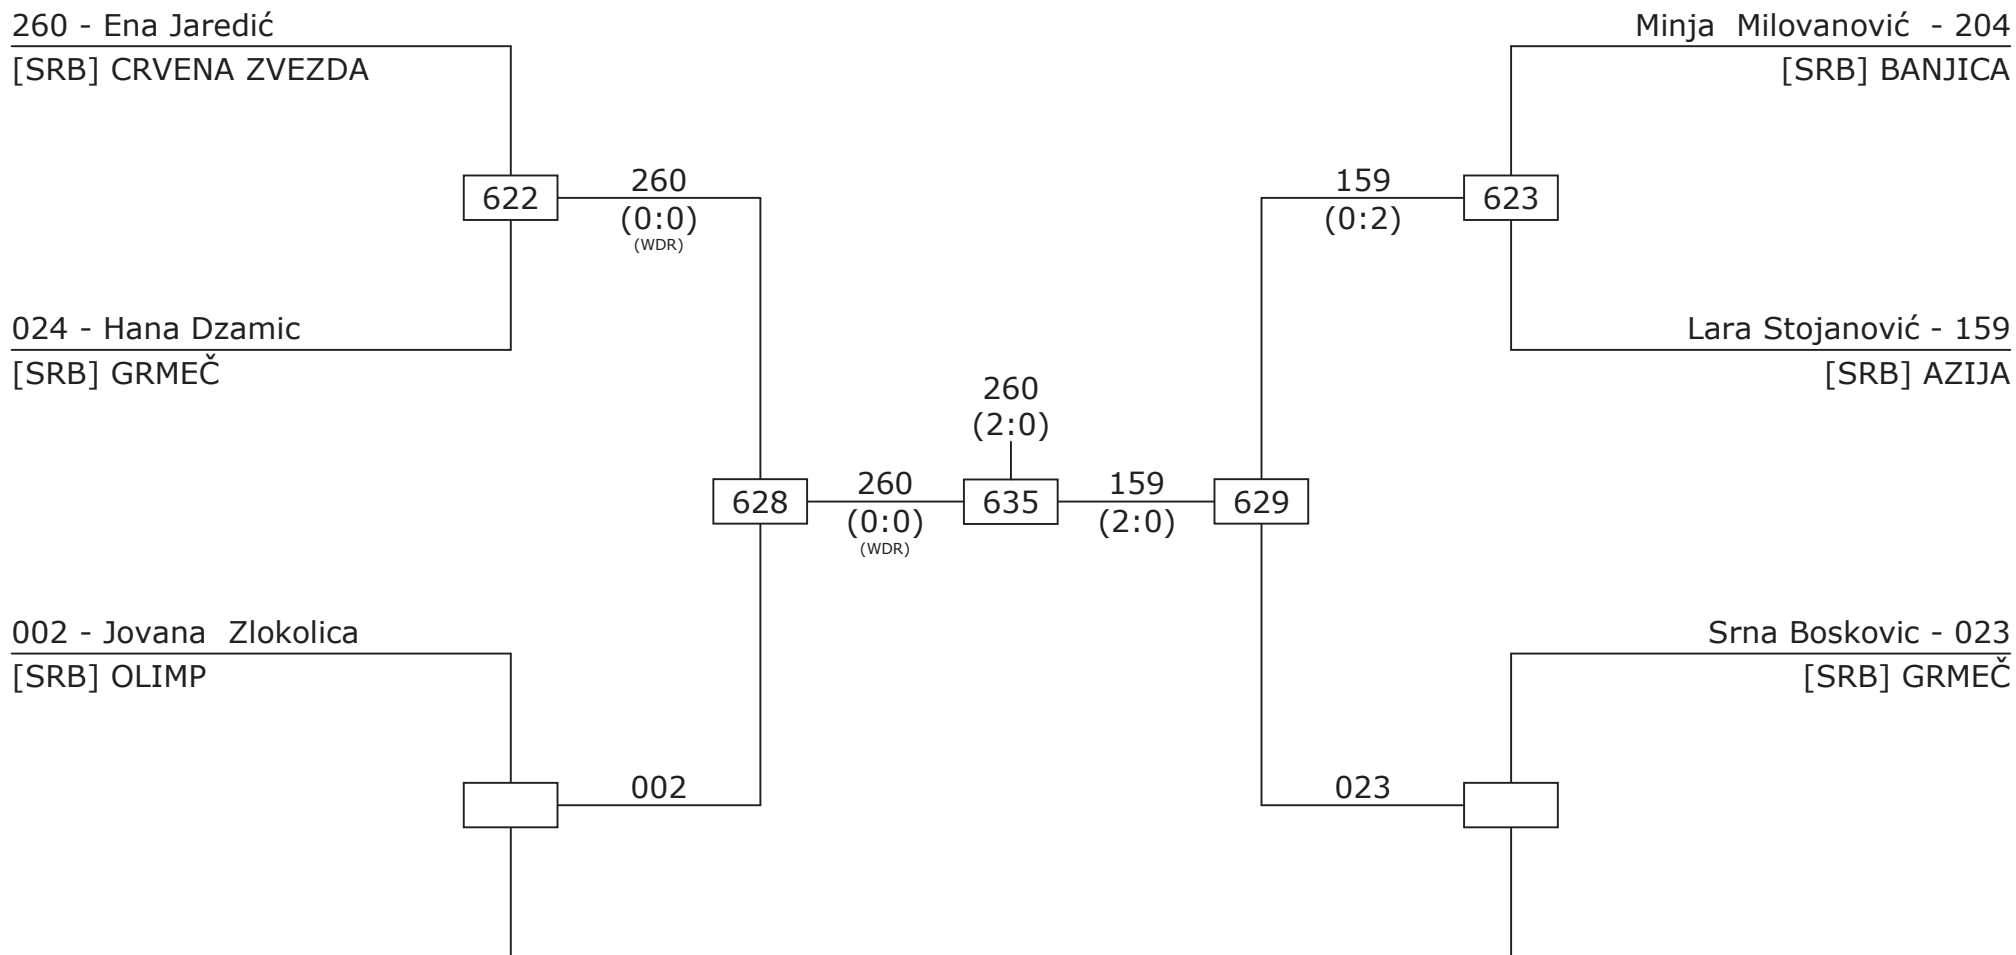 260 - Ena Jaredić
[SRB] CRVENA ZVEZDA
Minja  Milovanović  - 204
[SRB] BANJICA
622
260
(0:0)
(WDR)
159
(0:2)
623
024 - Hana Dzamic
[SRB] GRMEČ
Lara Stojanović - 159
[SRB] AZIJA
260
(2:0)
628
260
(0:0)
(WDR)
635
159
(2:0)
629
002 - Jovana  Zlokolica
[SRB] OLIMP
Srna Boskovic - 023
[SRB] GRMEČ
002
023